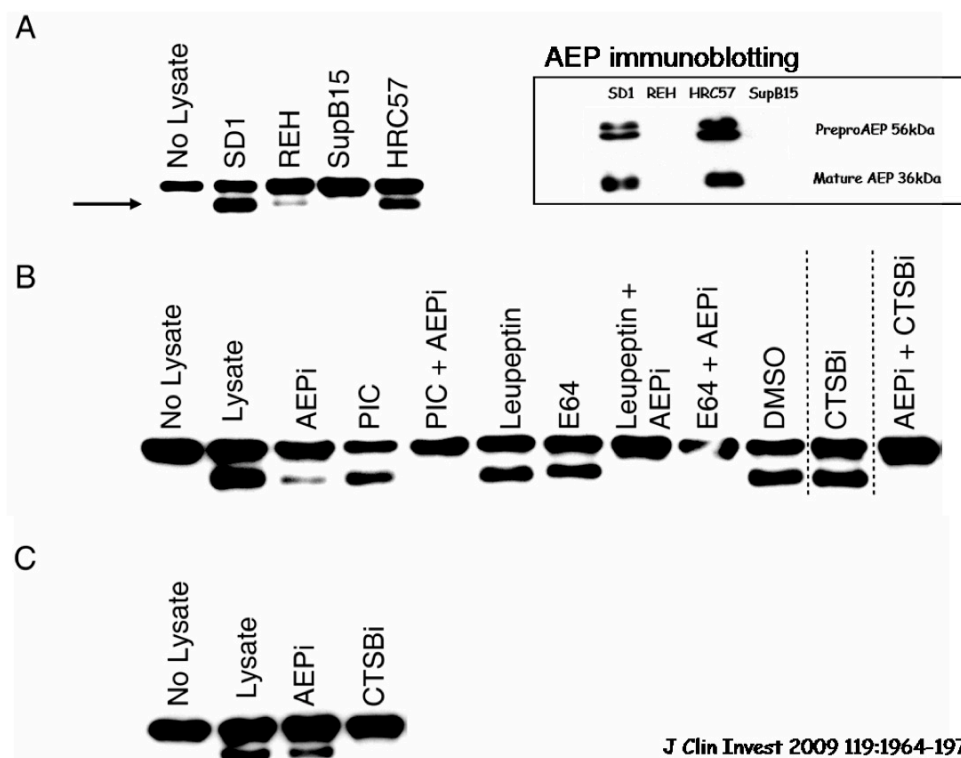 A
No Lysate
SD1
REH
SupB15
HRC57
AEP immunoblotting
SD1 REH HRC57 SupB15
PreproAEP 56kDa
Mature AEP 36kDa
B
No Lysate
Lysate
AEPi
PIC
PIC + AEPi
Leupeptin
E64
Leupeptin +
AEPi
E64 + AEPi
DMSO
CTSBi
AEPi + CTSBi
C
No Lysate
Lysate
AEPi
CTSBi
J Clin Invest 2009 119:1964-197